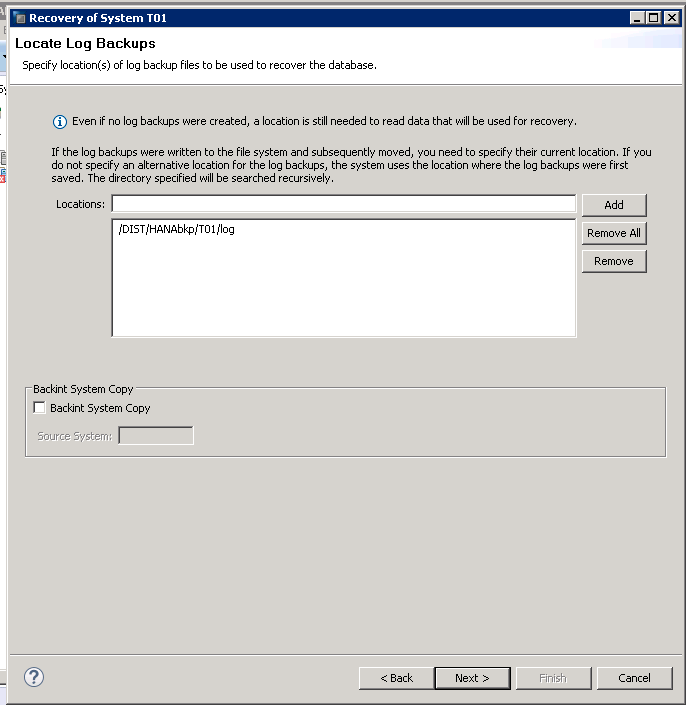 Recovery of System T01
Locate Log Backups
Specify location(s) of log backup files to be used to recover the database.
Even if no log backups were created, a location is still needed to read data that will be used for recovery.
If the log backups were written to the file system and subsequently moved, you need to specify their current location. If you
do not specify an alternative location for the log backups, the system uses the location where the log backups were first
saved. The directory specified will be searched recursively.
Locations:
Add
/DIST/HANAbkp/T01/log
Remove All
Remove
Backint System Copy
Backint System Copy
Source System:
?
< Back
Next >
Finish
Cancel